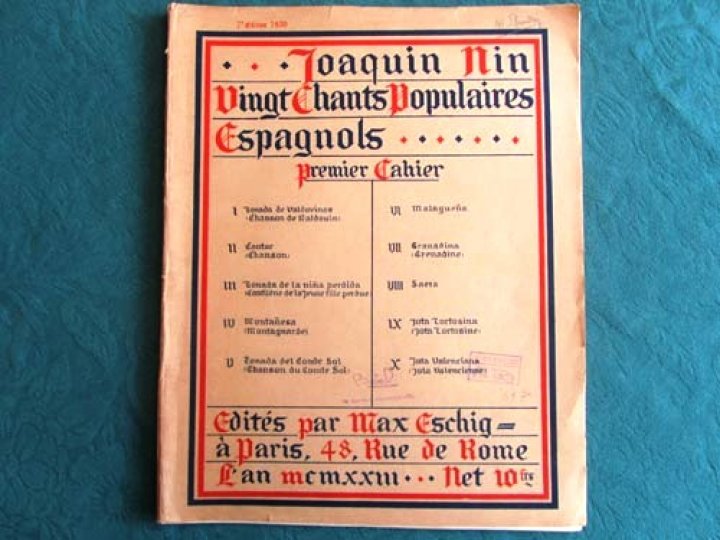 2e édition 1930
Joaquin Nin
Vingt Chants Populaires
Espagnols
Premier Cahier
I Tonada de Valdovinos
(Chanson de Baldouin)
II Cantar
(Chanson)
III Tonada de la niña perdida
(Cantilène de la jeune fille perdue)
IV Montañesa
(Montagnarde)
V Tonada del Conde Sol
(Chanson du Comte Sol)
VI Malagueña
VII Granadina
(Grenadine)
VIII Saeta
IX Jota Tortosina
(Jota Tortosine)
X Jota Valenciana
(Jota Valencienne)
Edités par Max Eschig =
à Paris, 48, Rue de Rome
L'an mcmxxiii ... Net 10 frs